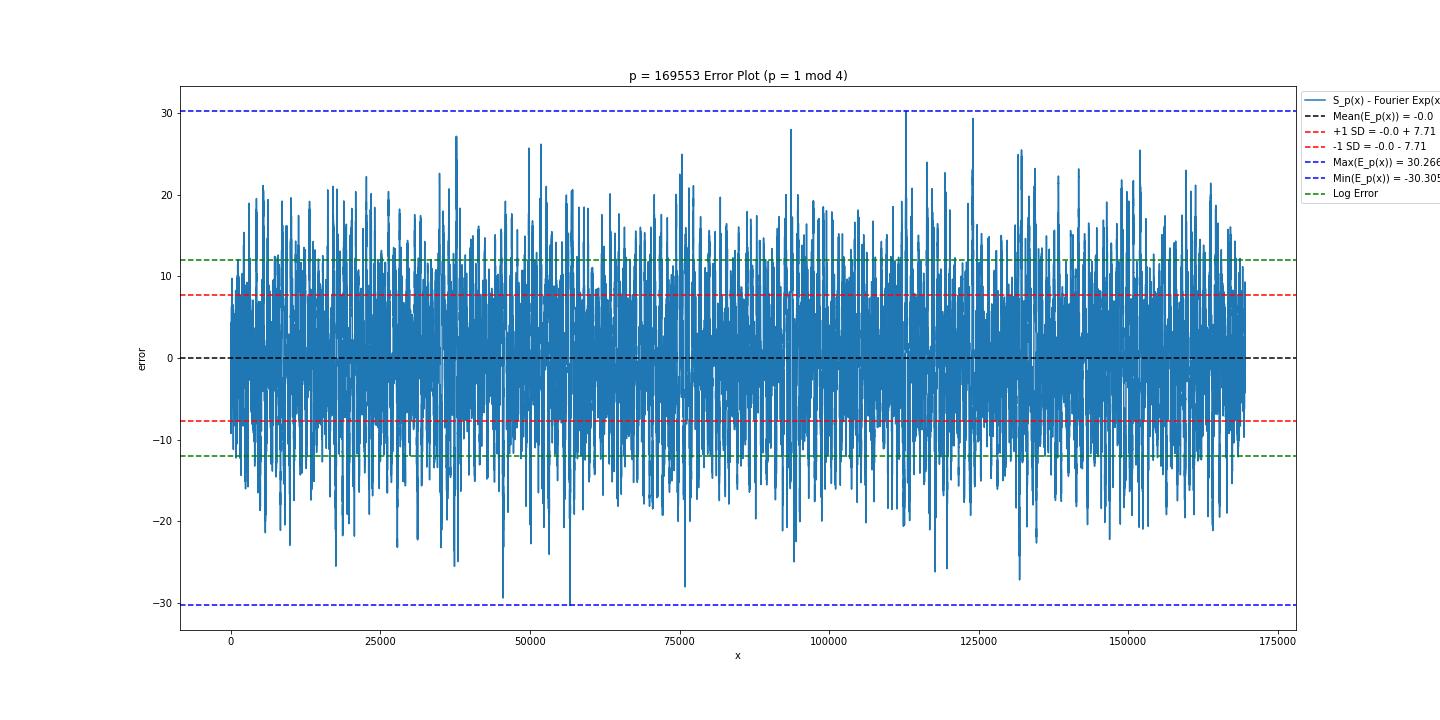 p = 169553 Error Plot (p = 1 mod 4)
30
20
10
0
−10
−20
−30
error
0
25000
50000
75000
100000
125000
150000
175000
x
S_p(x) - Fourier Exp(x
Mean(E_p(x)) = -0.0
+1 SD = -0.0 + 7.71
-1 SD = -0.0 - 7.71
Max(E_p(x)) = 30.266
Min(E_p(x)) = -30.305
Log Error